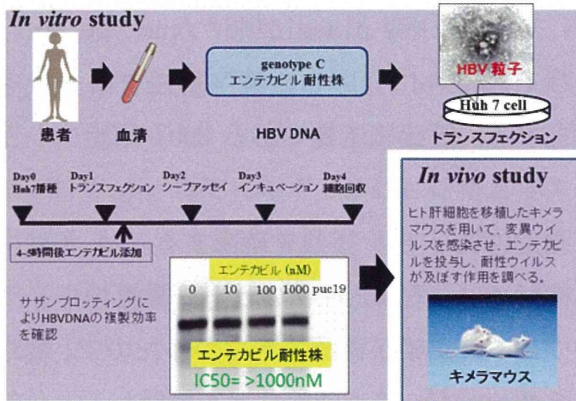 In vitro study
患者
血清
genotype C
エンテカビル耐性株
HBV DNA
HBV 粒子
Huh 7 cell
トランスフェクション
Day0
Huh7播種
Day1
トランスフェクション
Day2
シーブアッセイ
Day3
インキュベーション
Day4
細胞回収
4-5時間後エンテカビル添加
サザンブロッティングに
よりHBVDNAの複製効率
を確認
エンテカビル (nM)
0 10 100 1000 puc19
エンテカビル耐性株
IC50= >1000nM
In vivo study
ヒト肝細胞を移植したキメラ
マウスを用いて、変異ウイ
ルスを感染させ、エンテカビ
ルを投与し、耐性ウイルス
が及ぼす作用を調べる。
キメラマウス